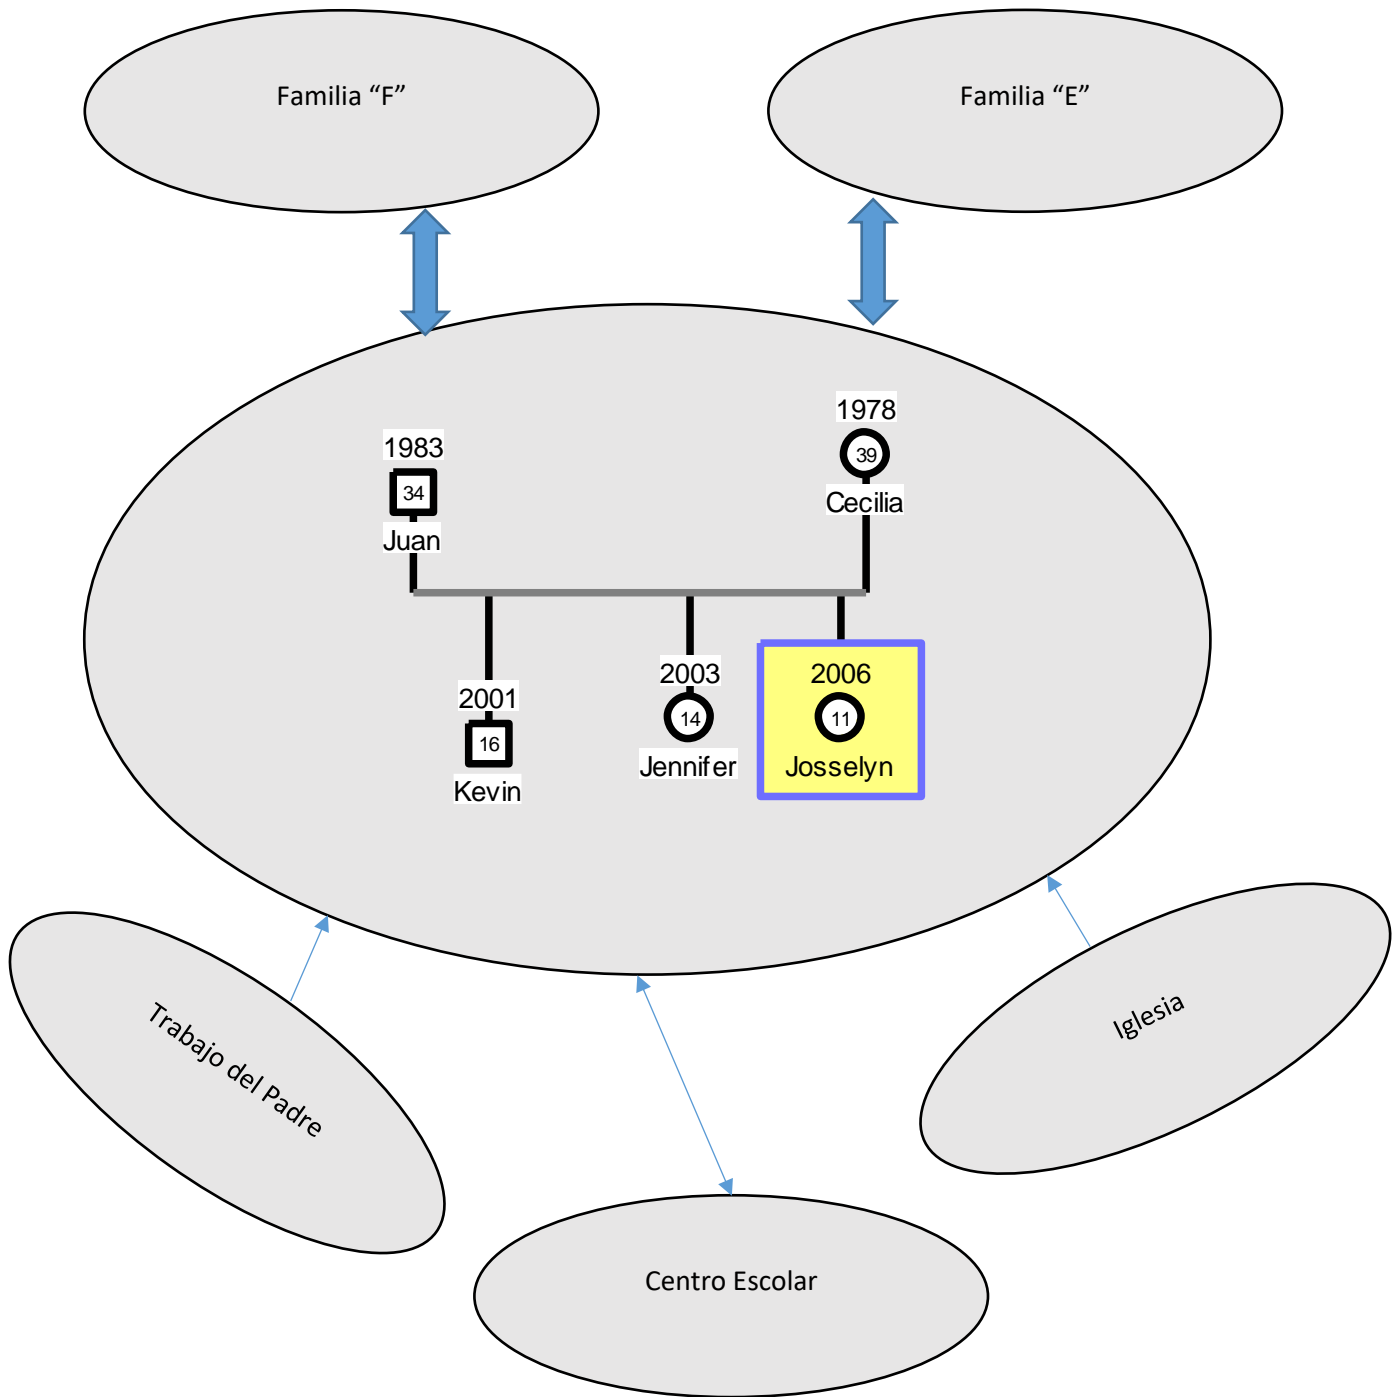 Familia “F”
Familia “E”
1983
34
Juan
1978
39
Cecilia
2001
16
Kevin
2003
14
Jennifer
2006
11
Josselyn
Trabajo del Padre
Iglesia
Centro Escolar